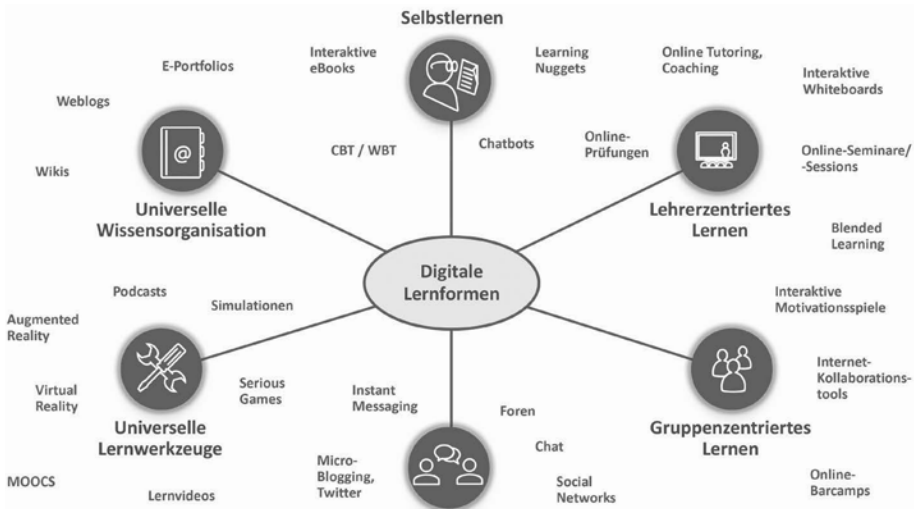 Selbstlernen
Interaktive
eBooks
Learning
Nuggets
CBT / WBT
Chatbots
E-Portfolios
Weblogs
@
Wikis
Universelle
Wissensorganisation
Online Tutoring,
Coaching
Interaktive
Whiteboards
Online-
Prüfungen
Online-Seminare/
-Sessions
Lehrerzentriertes
Lernen
Blended
Learning
Digitale
Lernformen
Podcasts
Simulationen
Augmented
Reality
Virtual
Reality
Serious
Games
Universelle
Lernwerkzeuge
MOOCS
Lernvideos
Instant
Messaging
Foren
Chat
Micro-
Blogging,
Twitter
Social
Networks
Interaktive
Motivationsspiele
Internet-
Kollaborations-
tools
Gruppenzentriertes
Lernen
Online-
Barcamps